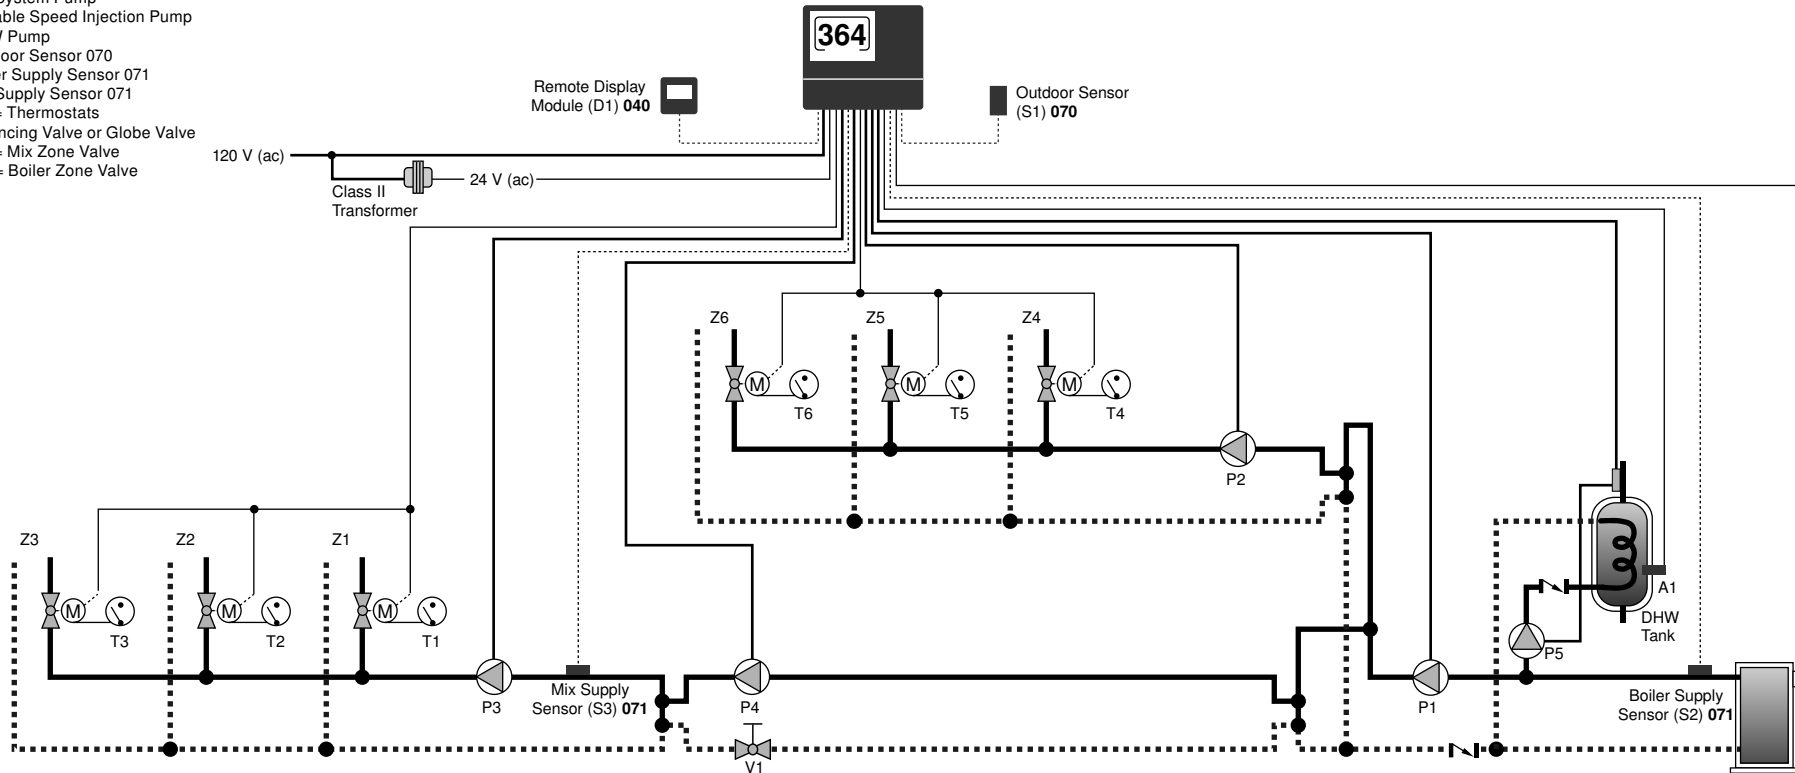 System Pump
able Speed Injection Pump
Pump
oor Sensor 070
er Supply Sensor 071
Supply Sensor 071
= Thermostats
ncing Valve or Globe Valve
= Mix Zone Valve
= Boiler Zone Valve
364
Remote Display
Module (D1) 040
Outdoor Sensor
(S1) 070
120 V (ac)
24 V (ac)
Class II
Transformer
Z6
Z5
Z4
M
M
M
T6
T5
T4
P2
Z3
Z2
Z1
M
M
M
T3
T2
T1
A1
DHW
Tank
P5
P3
Mix Supply
Sensor (S3) 071
P4
P1
Boiler Supply
Sensor (S2) 071
V1